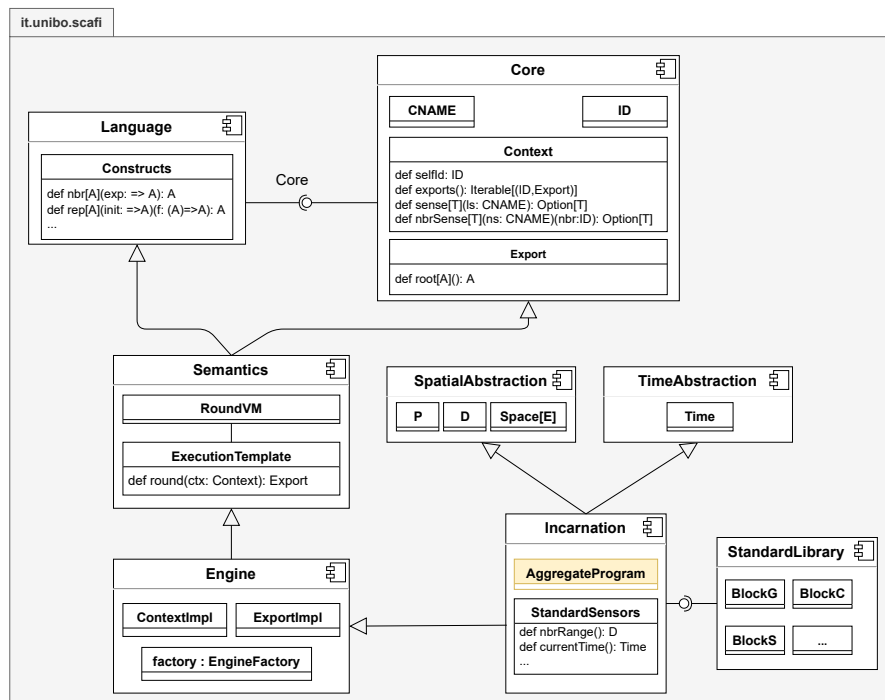 it.unibo.scafi
Core
CNAME
ID
Context
def selfId: ID
def exports(): Iterable[(ID,Export)]
def sense[T](ls: CNAME): Option[T]
def nbrSense[T](ns: CNAME)(nbr:ID): Option[T]
Export
def root[A](): A
Language
Constructs
def nbr[A](exp: => A): A
def rep[A](init: =>A)(f: (A)=>A): A
...
Core
Semantics
RoundVM
ExecutionTemplate
def round(ctx: Context): Export
SpatialAbstraction
P
D
Space[E]
TimeAbstraction
Time
Engine
ContextImpl
ExportImpl
factory : EngineFactory
Incarnation
AggregateProgram
StandardSensors
def nbrRange(): D
def currentTime(): Time
...
StandardLibrary
BlockG
BlockC
BlockS
...